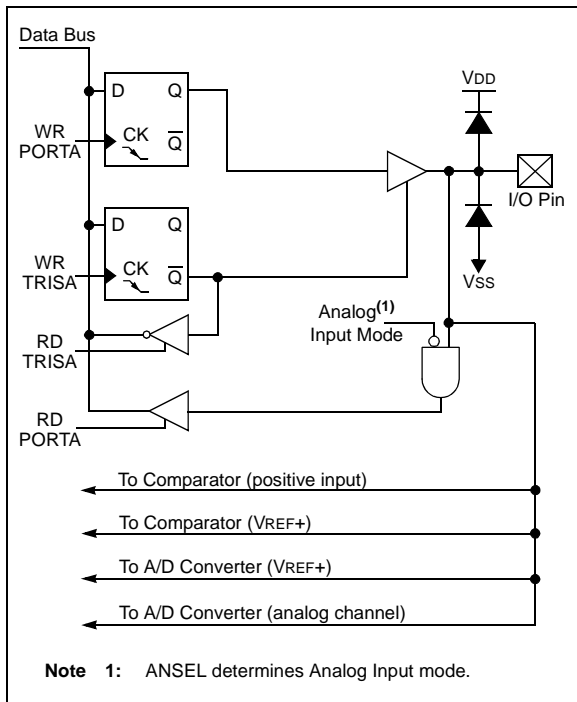 Data Bus
VDD
D Q
WR
PORTA
CK
Q
I/O Pin
D Q
WR
TRISA
CK
Q
VSS
Analog(1)
Input Mode
RD
TRISA
RD
PORTA
To Comparator (positive input)
To Comparator (VREF+)
To A/D Converter (VREF+)
To A/D Converter (analog channel)
Note 1: ANSEL determines Analog Input mode.